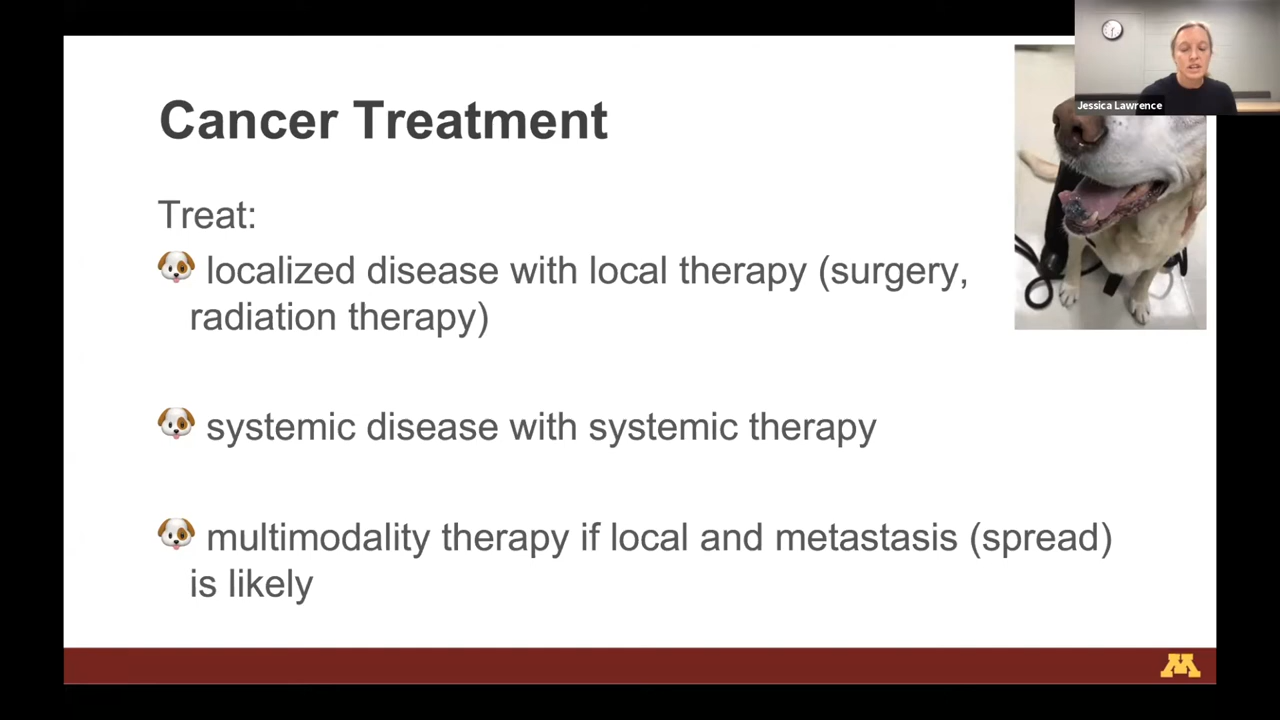 Jessica Lawrence
Cancer Treatment
Treat:
localized disease with local therapy (surgery,
radiation therapy)
systemic disease with systemic therapy
multimodality therapy if local and metastasis (spread)
is likely
M